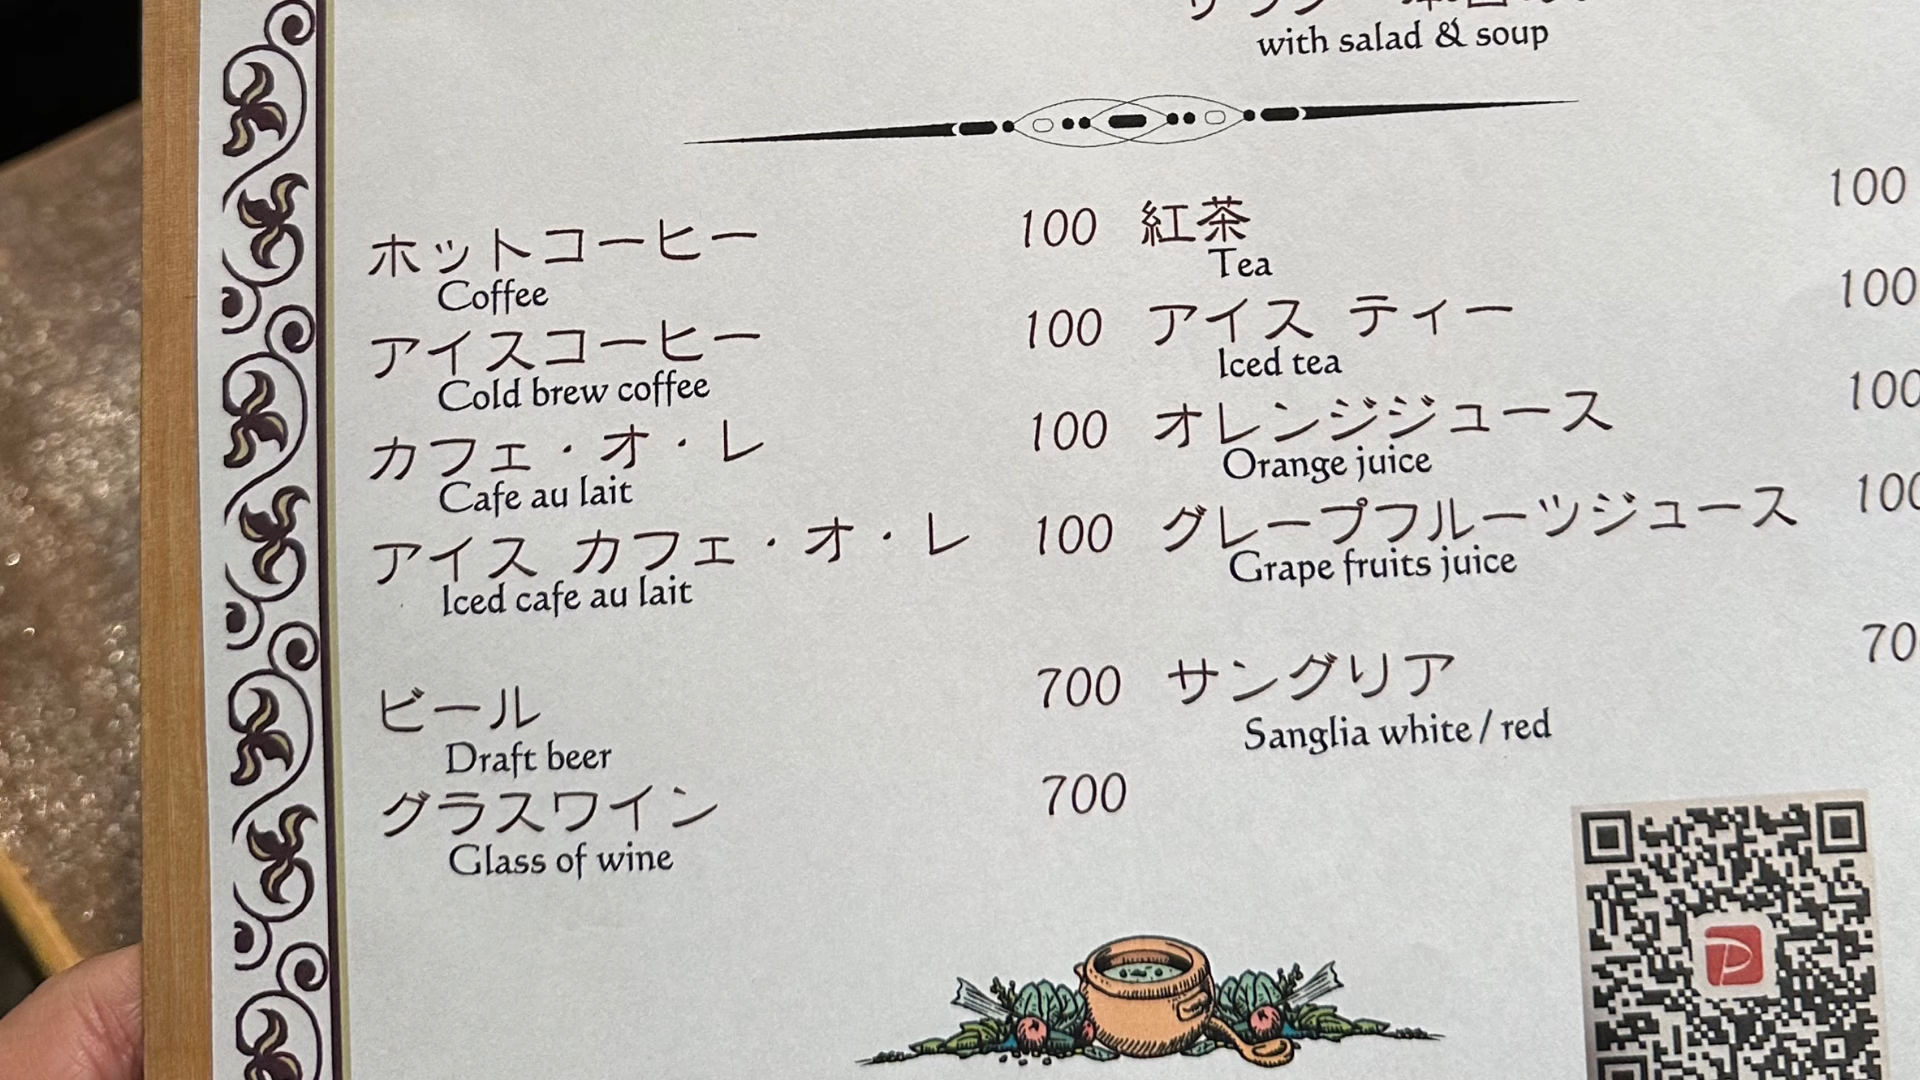 with salad & soup
ホットコーヒー 100
Coffee
アイスコーヒー 100
Cold brew coffee
カフェ・オ・レ 100
Cafe au lait
アイス カフェ・オ・レ 100
Iced cafe au lait
ビール 700
Draft beer
グラスワイン 700
Glass of wine
紅茶 100
Tea
アイス ティー 100
Iced tea
オレンジジュース 100
Orange juice
グレープフルーツジュース 100
Grape fruits juice
サングリア 70
Sanglia white / red